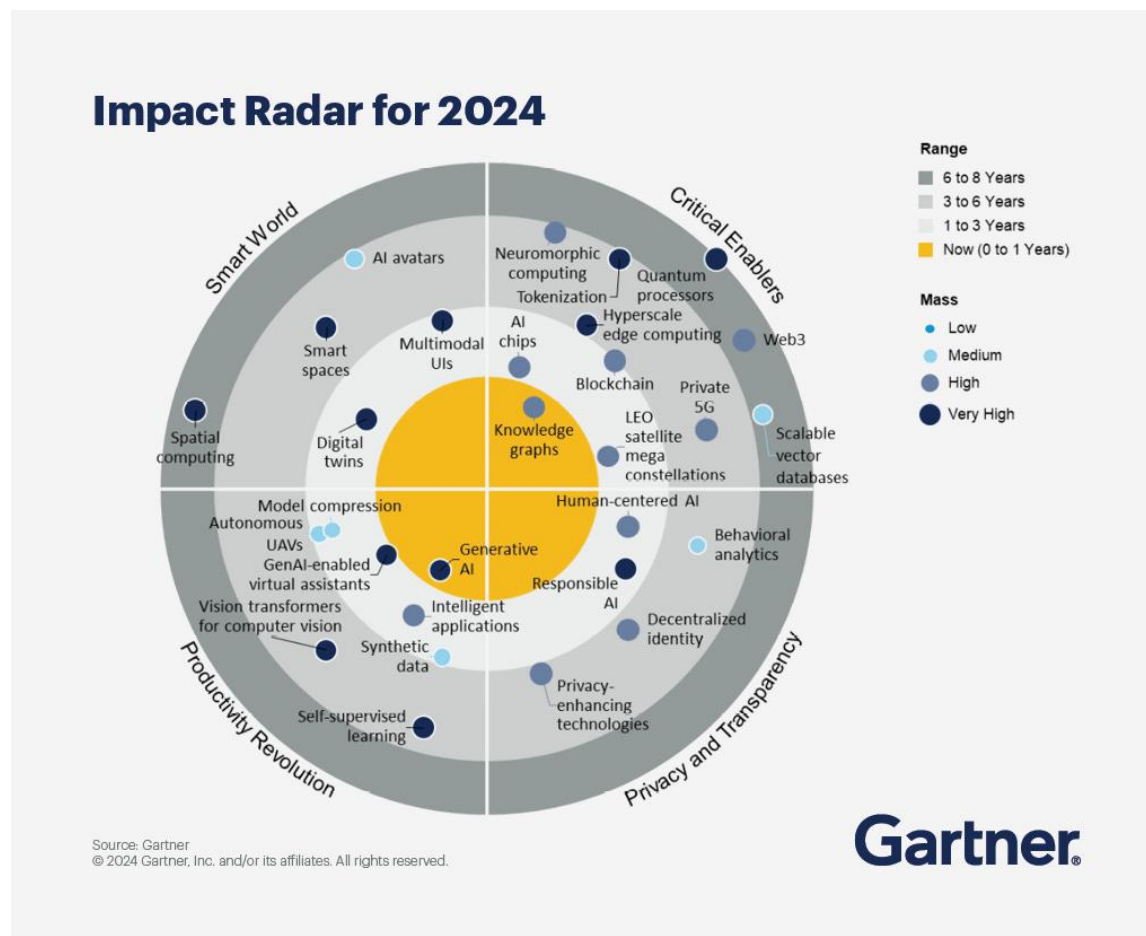 Impact Radar for 2024
Range
6 to 8 Years
3 to 6 Years
1 to 3 Years
Now (0 to 1 Years)
Mass
Low
Medium
High
Very High
Smart World
AI avatars
Smart
spaces
Multimodal
UIs
Spatial
computing
Digital
twins
Critical Enablers
Neuromorphic
computing
Tokenization
Quantum
processors
Hyperscale
edge computing
AI
chips
Blockchain
Web3
Private
5G
Knowledge
graphs
LEO
satellite
mega
constellations
Scalable
vector
databases
Productivity Revolution
Model compression
Autonomous
UAVs
GenAI-enabled
virtual assistants
Generative
AI
Vision transformers
for computer vision
Intelligent
applications
Synthetic
data
Self-supervised
learning
Privacy and Transparency
Human-centered AI
Behavioral
analytics
Responsible
AI
Decentralized
identity
Privacy-
enhancing
technologies
Source: Gartner
© 2024 Gartner, Inc. and/or its affiliates. All rights reserved.
Gartner®